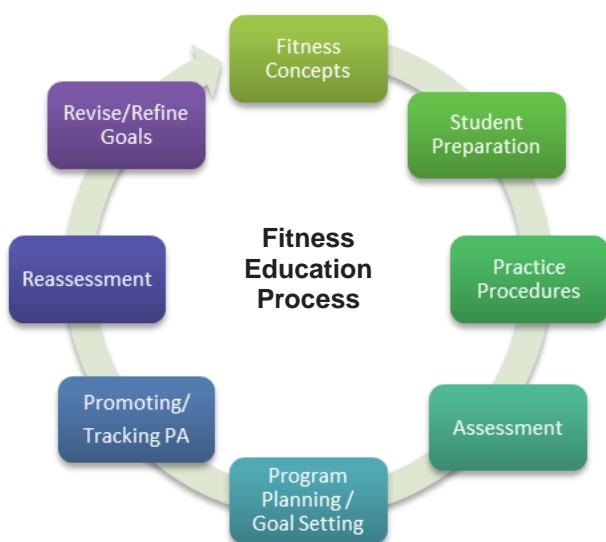 Fitness
Concepts
Student
Preparation
Practice
Procedures
Assessment
Program
Planning /
Goal Setting
Promoting/
Tracking PA
Reassessment
Revise/Refine
Goals
Fitness
Education
Process